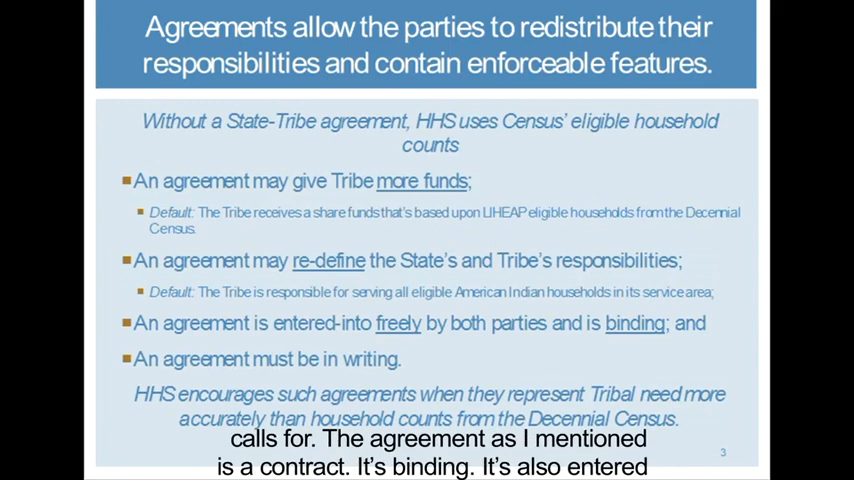 Agreements allow the parties to redistribute their
responsibilities and contain enforceable features.
Without a State-Tribe agreement, HHS uses Census' eligible household
counts
An agreement may give Tribe more funds;
Default: The Tribe receives a share funds that's based upon LIHEAP eligible households from the Decennial
Census.
An agreement may re-define the State's and Tribe's responsibilities;
Default: The Tribe is responsible for serving all eligible American Indian households in its service area;
An agreement is entered-into freely by both parties and is binding; and
An agreement must be in writing.
HHS encourages such agreements when they represent Tribal need more
accurately than household counts from the Decennial Census.
calls for. The agreement as I mentioned
is a contract. It's binding. It's also entered
3